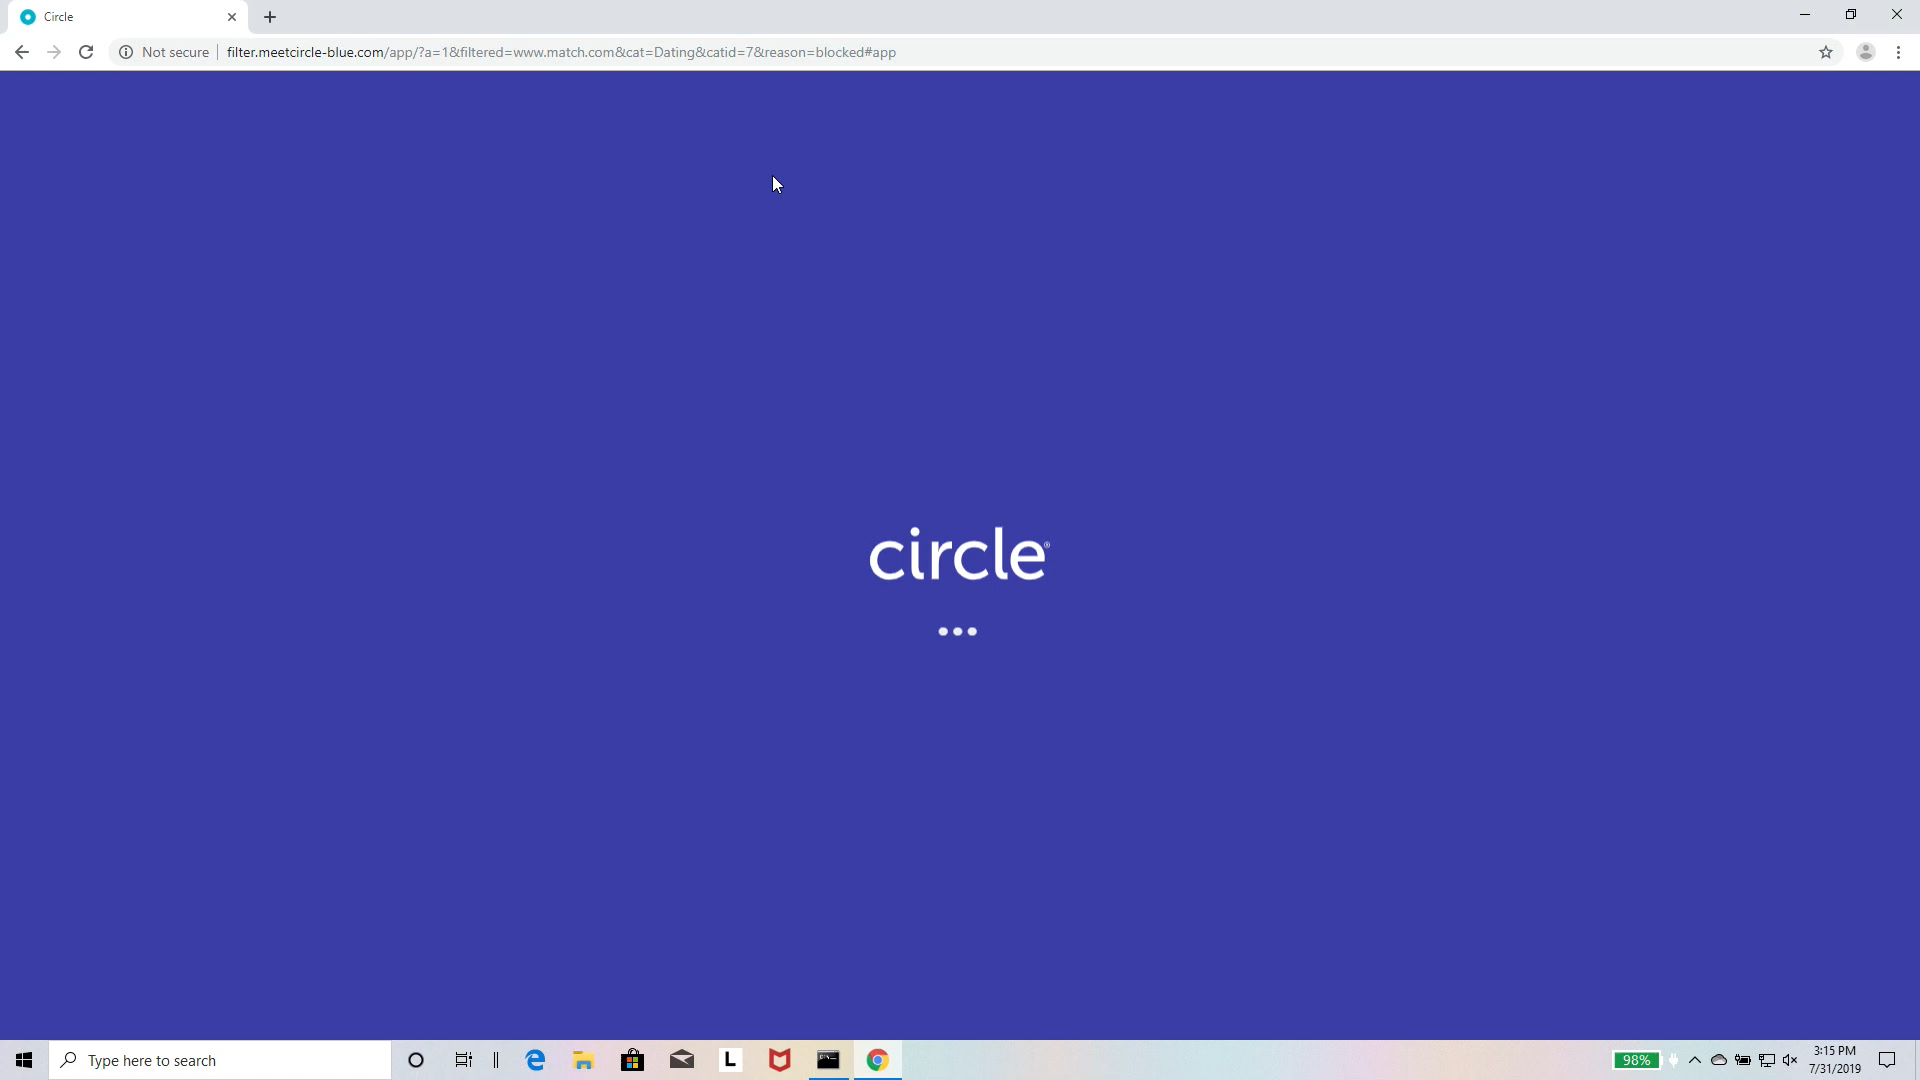 Circle
Not secure
filter.meetcircle-blue.com/app/?a=1&filtered=www.match.com&cat=Dating&catid=7&reason=blocked#app
circle®
Type here to search
L
98%
3:15 PM
7/31/2019